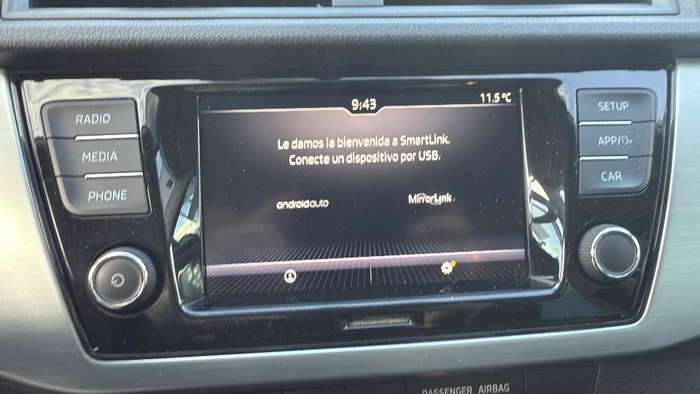 9:43
11.5°C
RADIO
MEDIA
PHONE
SETUP
APP/
CAR
Le damos la bienvenida a SmartLink.
Conecte un dispositivo por USB.
androidauto
MirrorLink
PASSENGER AIRBAG